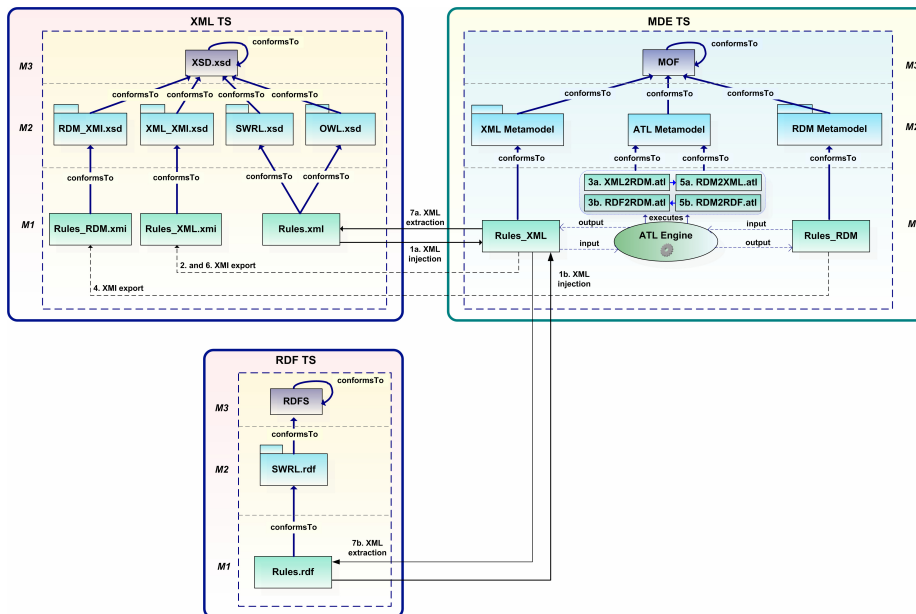 XML TS
conformsTo
M3
XSD.xsd
conformsTo
conformsTo
conformsTo
conformsTo
M2
RDM_XMI.xsd
XML_XMI.xsd
SWRL.xsd
OWL.xsd
conformsTo
conformsTo
conformsTo
M1
Rules_RDM.xmi
Rules_XML.xmi
Rules.xml
7a. XML
extraction
1a. XML
injection
2. and 6. XMI export
4. XMI export
MDE TS
conformsTo
M3
MOF
conformsTo
conformsTo
conformsTo
M2
XML Metamodel
ATL Metamodel
RDM Metamodel
conformsTo
conformsTo
conformsTo
conformsTo
3a. XML2RDM.atl
5a. RDM2XML.atl
3b. RDF2RDM.atl
5b. RDM2RDF.atl
executes
Rules_XML
output
input
ATL Engine
input
output
Rules_RDM
1b. XML
injection
RDF TS
conformsTo
M3
RDFS
conformsTo
M2
SWRL.rdf
conformsTo
M1
Rules.rdf
7b. XML
extraction